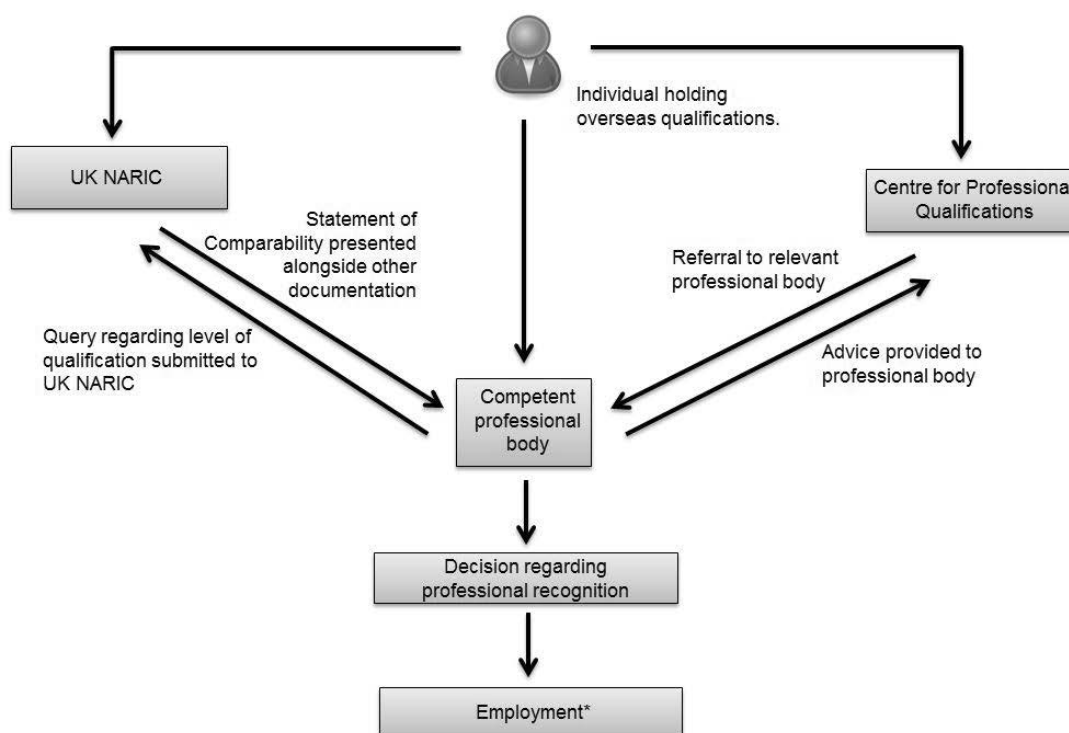 Individual holding
overseas qualifications.
UK NARIC
Centre for Professiona
Qualifications
Statement of
Comparability presented
alongside other
documentation
Referral to relevant
professional body
Query regarding level of
qualification submitted to
UK NARIC
Advice provided to
professional body
Competent
professional
body
Decision regarding
professional recognition
Employment*